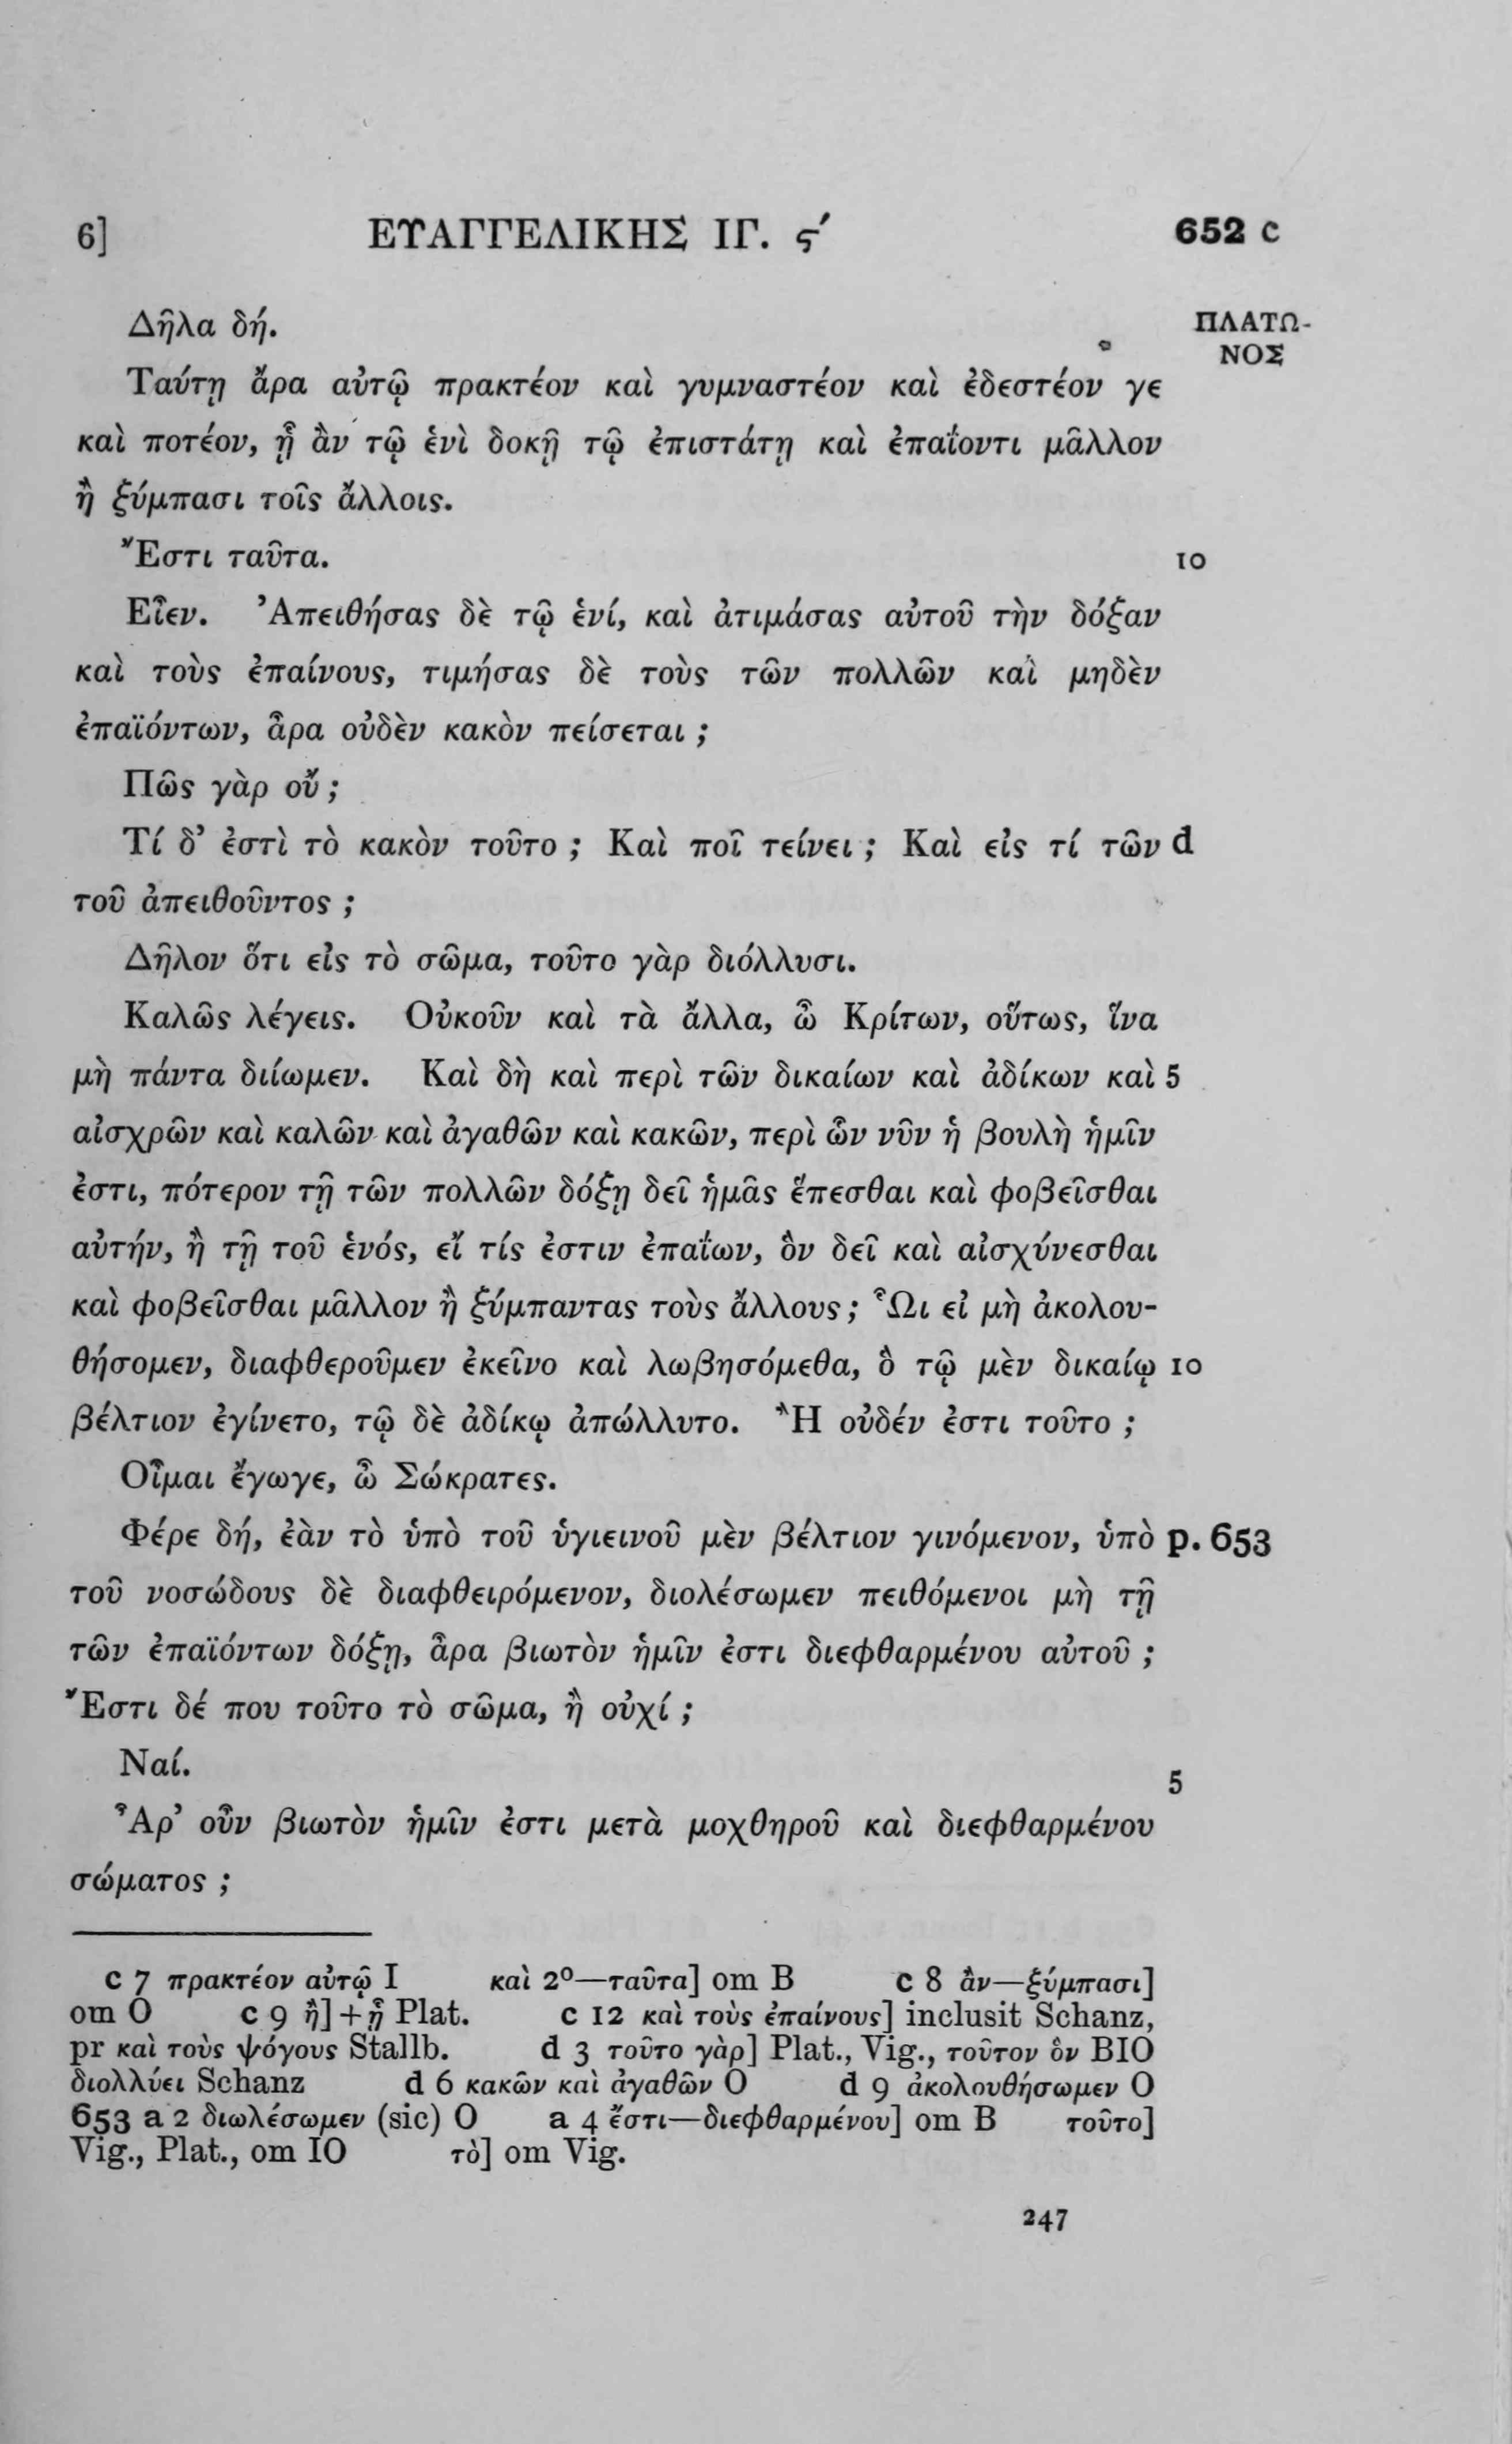 6] ΕΥΑΓΓΕΛΙΚΗΣ ΙΓ. ϛ´ 652 c
Δῆλα δή. ΠΛΑΤΩ-
ΝΟΣ
Ταύτῃ ἄρα αὐτῷ πρακτέον καὶ γυμναστέον καὶ ἐδεστέον γε
καὶ ποτέον, ᾗ ἂν τῷ ἑνὶ δοκῇ τῷ ἐπιστάτῃ καὶ ἐπαΐοντι μᾶλλον
ἢ ξύμπασι τοῖς ἄλλοις.
Ἔστι ταῦτα. 10
Εἶεν. Ἀπειθήσας δὲ τῷ ἑνί, καὶ ἀτιμάσας αὐτοῦ τὴν δόξαν
καὶ τοὺς ἐπαίνους, τιμήσας δὲ τοὺς τῶν πολλῶν καὶ μηδὲν
ἐπαϊόντων, ἆρα οὐδὲν κακὸν πείσεται ;
Πῶς γὰρ οὔ ;
Τί δ’ ἐστὶ τὸ κακὸν τοῦτο ; Καὶ ποῖ τείνει ; Καὶ εἰς τί τῶν d
τοῦ ἀπειθοῦντος ;
Δῆλον ὅτι εἰς τὸ σῶμα, τοῦτο γὰρ διόλλυσι.
Καλῶς λέγεις. Οὐκοῦν καὶ τὰ ἄλλα, ὦ Κρίτων, οὕτως, ἵνα
μὴ πάντα διίωμεν. Καὶ δὴ καὶ περὶ τῶν δικαίων καὶ ἀδίκων καὶ 5
αἰσχρῶν καὶ καλῶν καὶ ἀγαθῶν καὶ κακῶν, περὶ ὧν νῦν ἡ βουλὴ ἡμῖν
ἐστι, πότερον τῇ τῶν πολλῶν δόξῃ δεῖ ἡμᾶς ἕπεσθαι καὶ φοβεῖσθαι
αὐτήν, ἢ τῇ τοῦ ἑνός, εἴ τίς ἐστιν ἐπαΐων, ὃν δεῖ καὶ αἰσχύνεσθαι
καὶ φοβεῖσθαι μᾶλλον ἢ ξύμπαντας τοὺς ἄλλους ; Ὧι εἰ μὴ ἀκολου-
θήσομεν, διαφθεροῦμεν ἐκεῖνο καὶ λωβησόμεθα, ὃ τῷ μὲν δικαίῳ 10
βέλτιον ἐγίνετο, τῷ δὲ ἀδίκῳ ἀπώλλυτο. Ἢ οὐδέν ἐστι τοῦτο ;
Οἶμαι ἔγωγε, ὦ Σώκρατες.
Φέρε δή, ἐὰν τὸ ὑπὸ τοῦ ὑγιεινοῦ μὲν βέλτιον γινόμενον, ὑπὸ p. 653
τοῦ νοσώδους δὲ διαφθειρόμενον, διολέσωμεν πειθόμενοι μὴ τῇ
τῶν ἐπαϊόντων δόξῃ, ἆρα βιωτὸν ἡμῖν ἐστι διεφθαρμένου αὐτοῦ ;
Ἔστι δέ που τοῦτο τὸ σῶμα, ἢ οὐχί ;
Ναί. 5
Ἆρ’ οὖν βιωτὸν ἡμῖν ἐστι μετὰ μοχθηροῦ καὶ διεφθαρμένου
σώματος ;
c 7 πρακτέον αὐτῷ I καὶ 2º—ταῦτα] om B c 8 ἂν—ξύμπασι]
om O c 9 ἢ]+ᾗ Plat. c 12 καὶ τοὺς ἐπαίνους] inclusit Schanz,
pr καὶ τοὺς ψόγους Stallb. d 3 τοῦτο γὰρ] Plat., Vig., τοῦτον ὃν BIO
διολλύει Schanz d 6 κακῶν καὶ ἀγαθῶν O d 9 ἀκολουθήσωμεν O
653 a 2 διωλέσωμεν (sic) O a 4 ἔστι—διεφθαρμένου] om B τοῦτο]
Vig., Plat., om IO τὸ] om Vig.
247